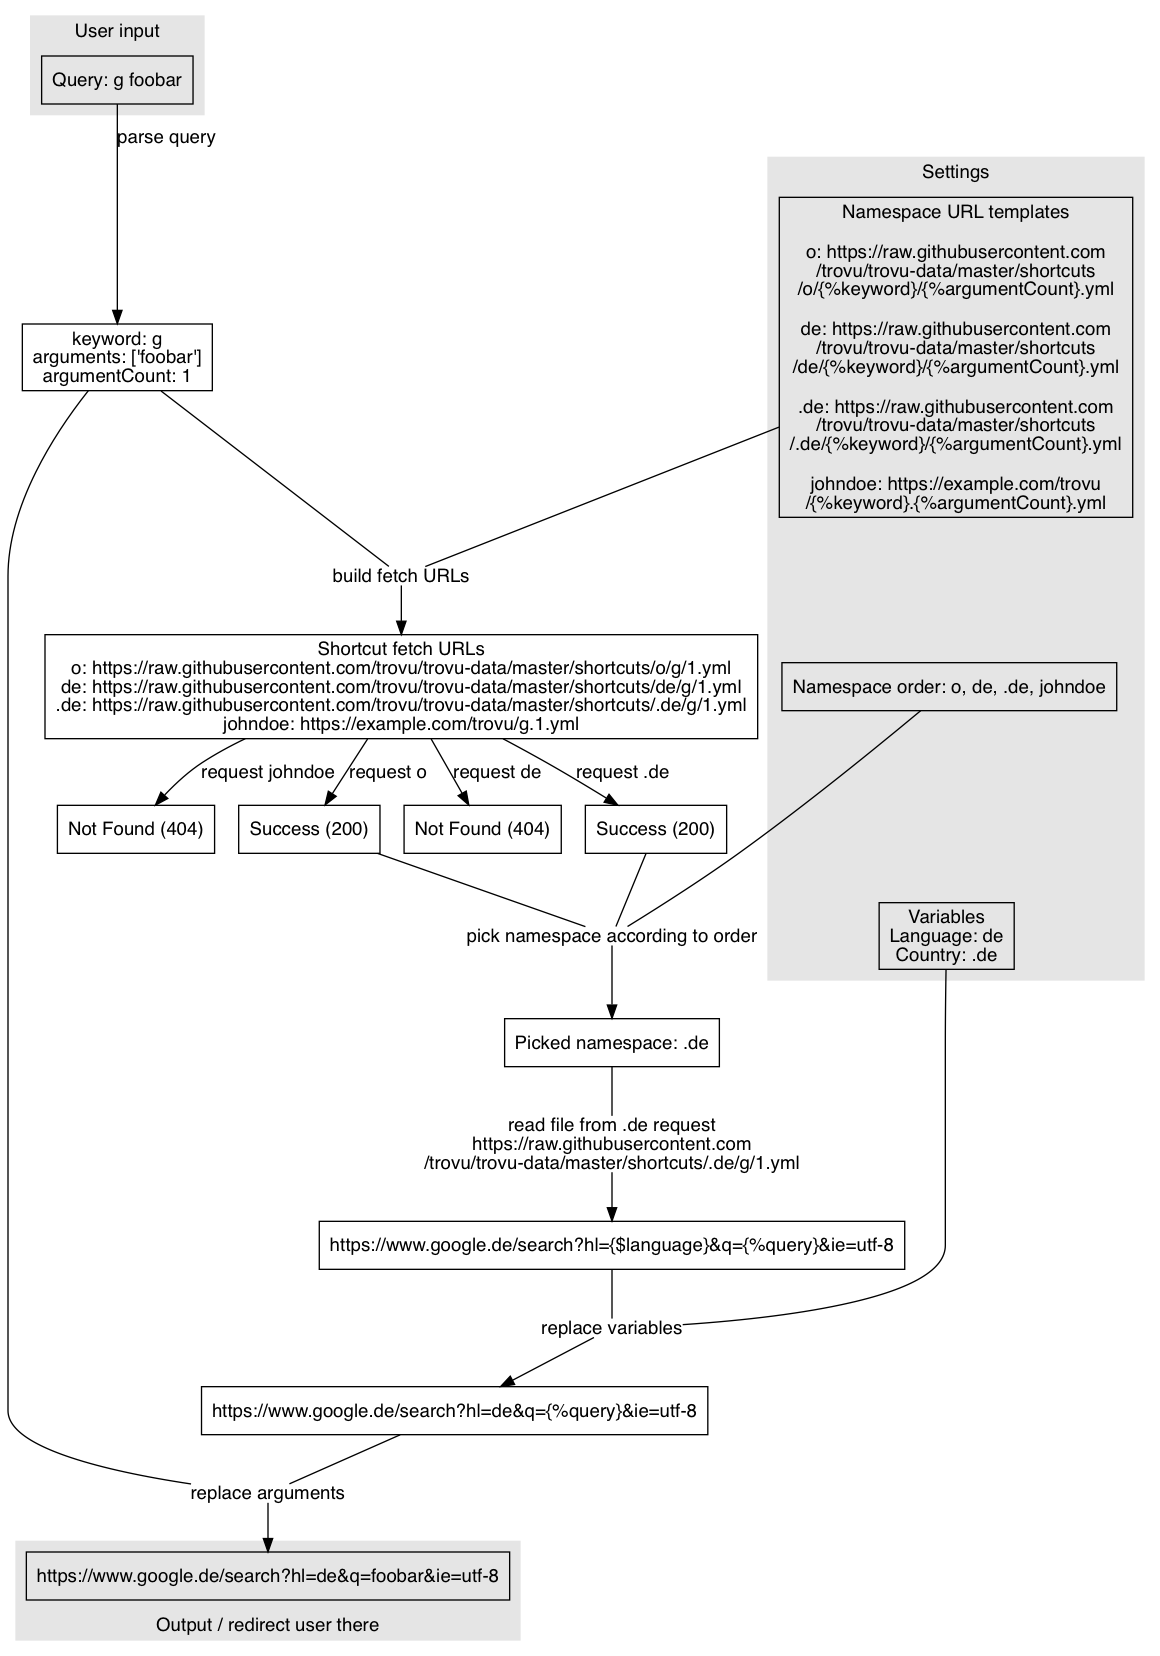 User input
Query: g foobar
parse query
Settings
Namespace URL templates
o: https://raw.githubusercontent.com
/trovu/trovu-data/master/shortcuts
/o/{%keyword}/{%argumentCount}.yml
de: https://raw.githubusercontent.com
/trovu/trovu-data/master/shortcuts
/de/{%keyword}/{%argumentCount}.yml
.de: https://raw.githubusercontent.com
/trovu/trovu-data/master/shortcuts
/.de/{%keyword}/{%argumentCount}.yml
johndoe: https://example.com/trovu
/{%keyword}.{%argumentCount}.yml
keyword: g
arguments: ['foobar']
argumentCount: 1
build fetch URLs
Shortcut fetch URLs
o: https://raw.githubusercontent.com/trovu/trovu-data/master/shortcuts/o/g/1.yml
de: https://raw.githubusercontent.com/trovu/trovu-data/master/shortcuts/de/g/1.yml
.de: https://raw.githubusercontent.com/trovu/trovu-data/master/shortcuts/.de/g/1.yml
johndoe: https://example.com/trovu/g.1.yml
Namespace order: o, de, .de, johndoe
request johndoe
request o
request de
request .de
Not Found (404)
Success (200)
Not Found (404)
Success (200)
Variables
Language: de
Country: .de
pick namespace according to order
Picked namespace: .de
read file from .de request
https://raw.githubusercontent.com
/trovu/trovu-data/master/shortcuts/.de/g/1.yml
https://www.google.de/search?hl={$language}&q={%query}&ie=utf-8
replace variables
https://www.google.de/search?hl=de&q={%query}&ie=utf-8
replace arguments
https://www.google.de/search?hl=de&q=foobar&ie=utf-8
Output / redirect user there